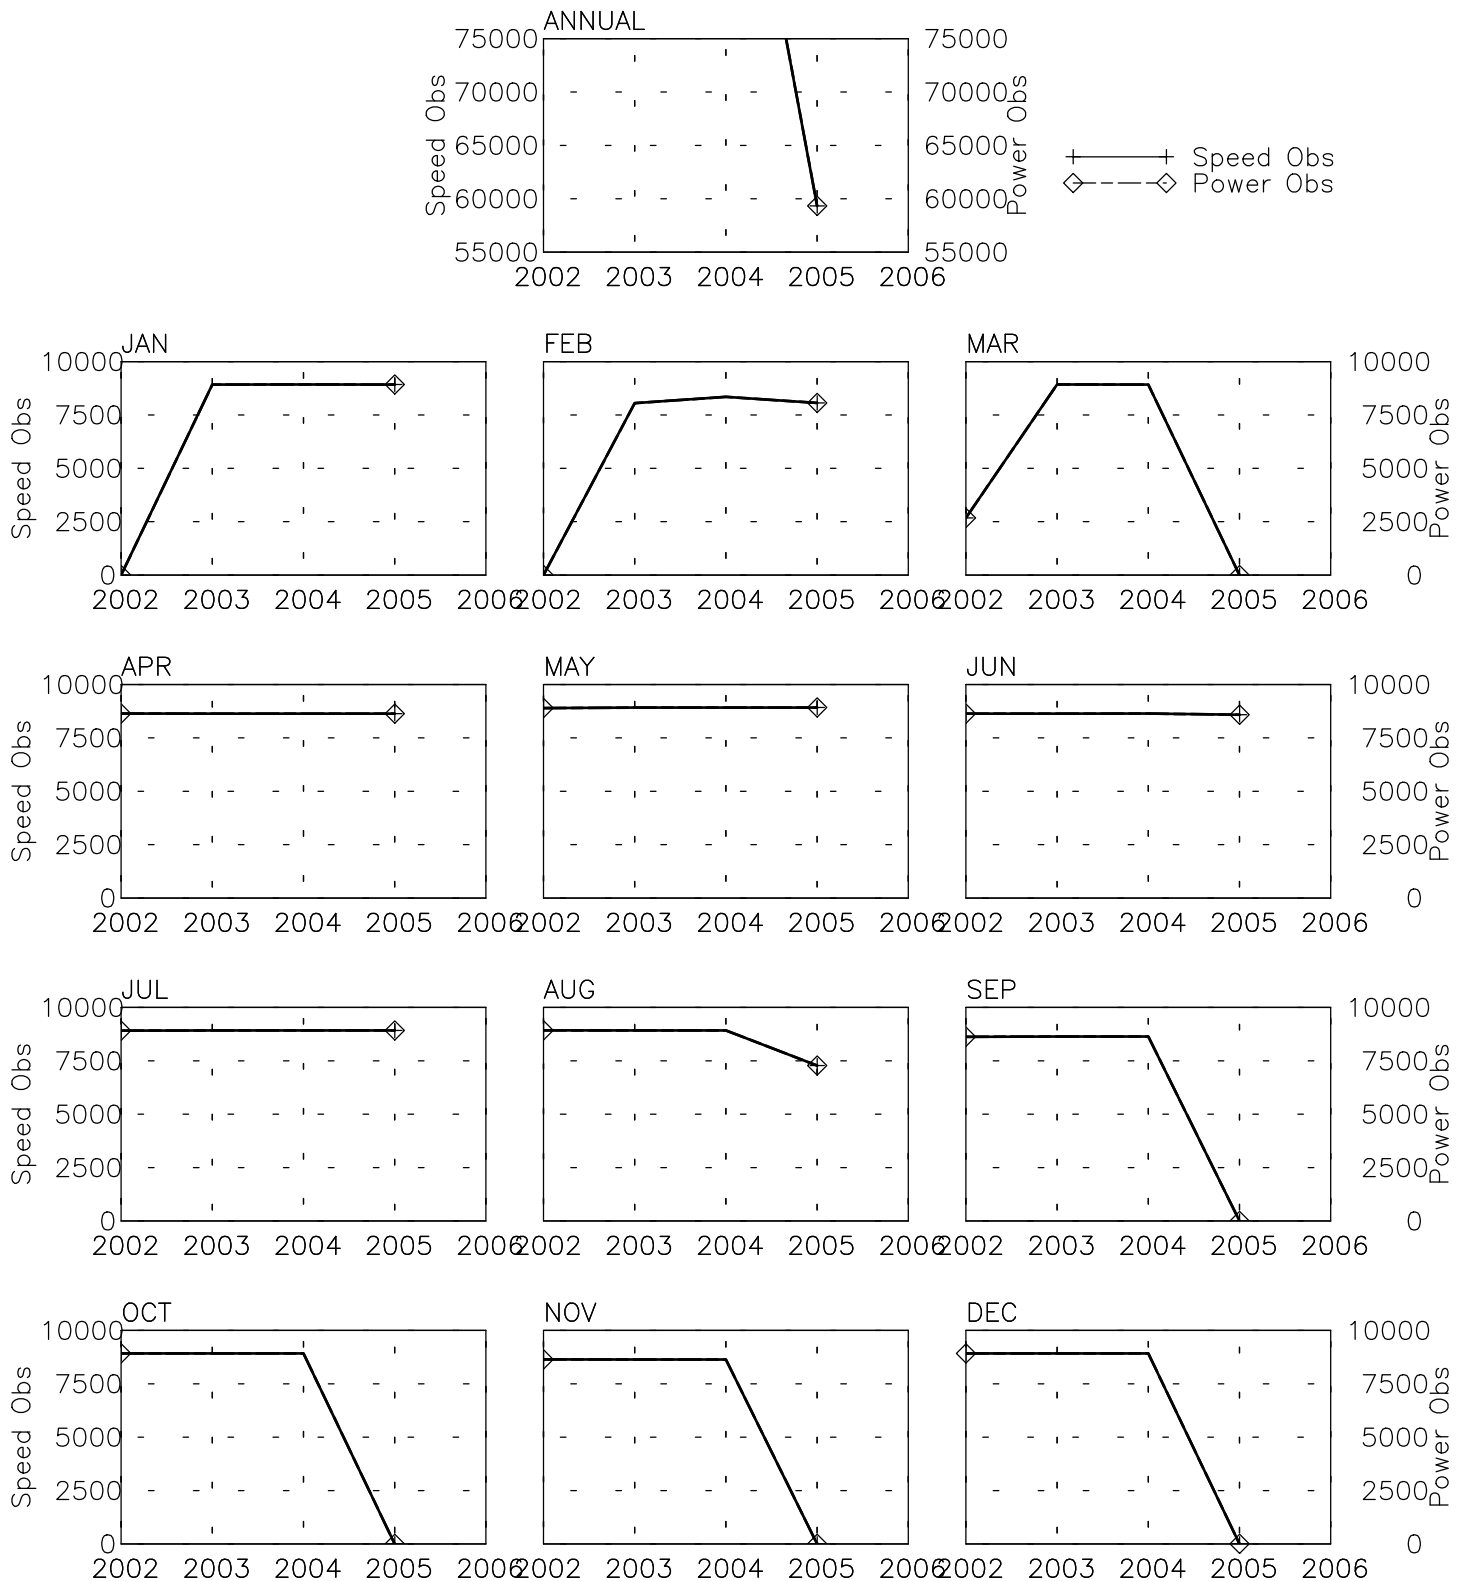 ANNUAL
75000 75000
70000 70000
65000 65000
60000 60000
55000 55000
Speed Obs
Power Obs
2002 2003 2004 2005 2006
Speed Obs
Power Obs
JAN FEB MAR
10000 10000
7500 7500
5000 5000
2500 2500
0 0
Speed Obs
Power Obs
2002 2003 2004 2005 2006 2002 2003 2004 2005 2006 2002 2003 2004 2005 2006
APR MAY JUN
10000 10000
7500 7500
5000 5000
2500 2500
0 0
Speed Obs
Power Obs
2002 2003 2004 2005 2006 2002 2003 2004 2005 2006 2002 2003 2004 2005 2006
JUL AUG SEP
10000 10000
7500 7500
5000 5000
2500 2500
0 0
Speed Obs
Power Obs
2002 2003 2004 2005 2006 2002 2003 2004 2005 2006 2002 2003 2004 2005 2006
OCT NOV DEC
10000 10000
7500 7500
5000 5000
2500 2500
0 0
Speed Obs
Power Obs
2002 2003 2004 2005 2006 2002 2003 2004 2005 2006 2002 2003 2004 2005 2006